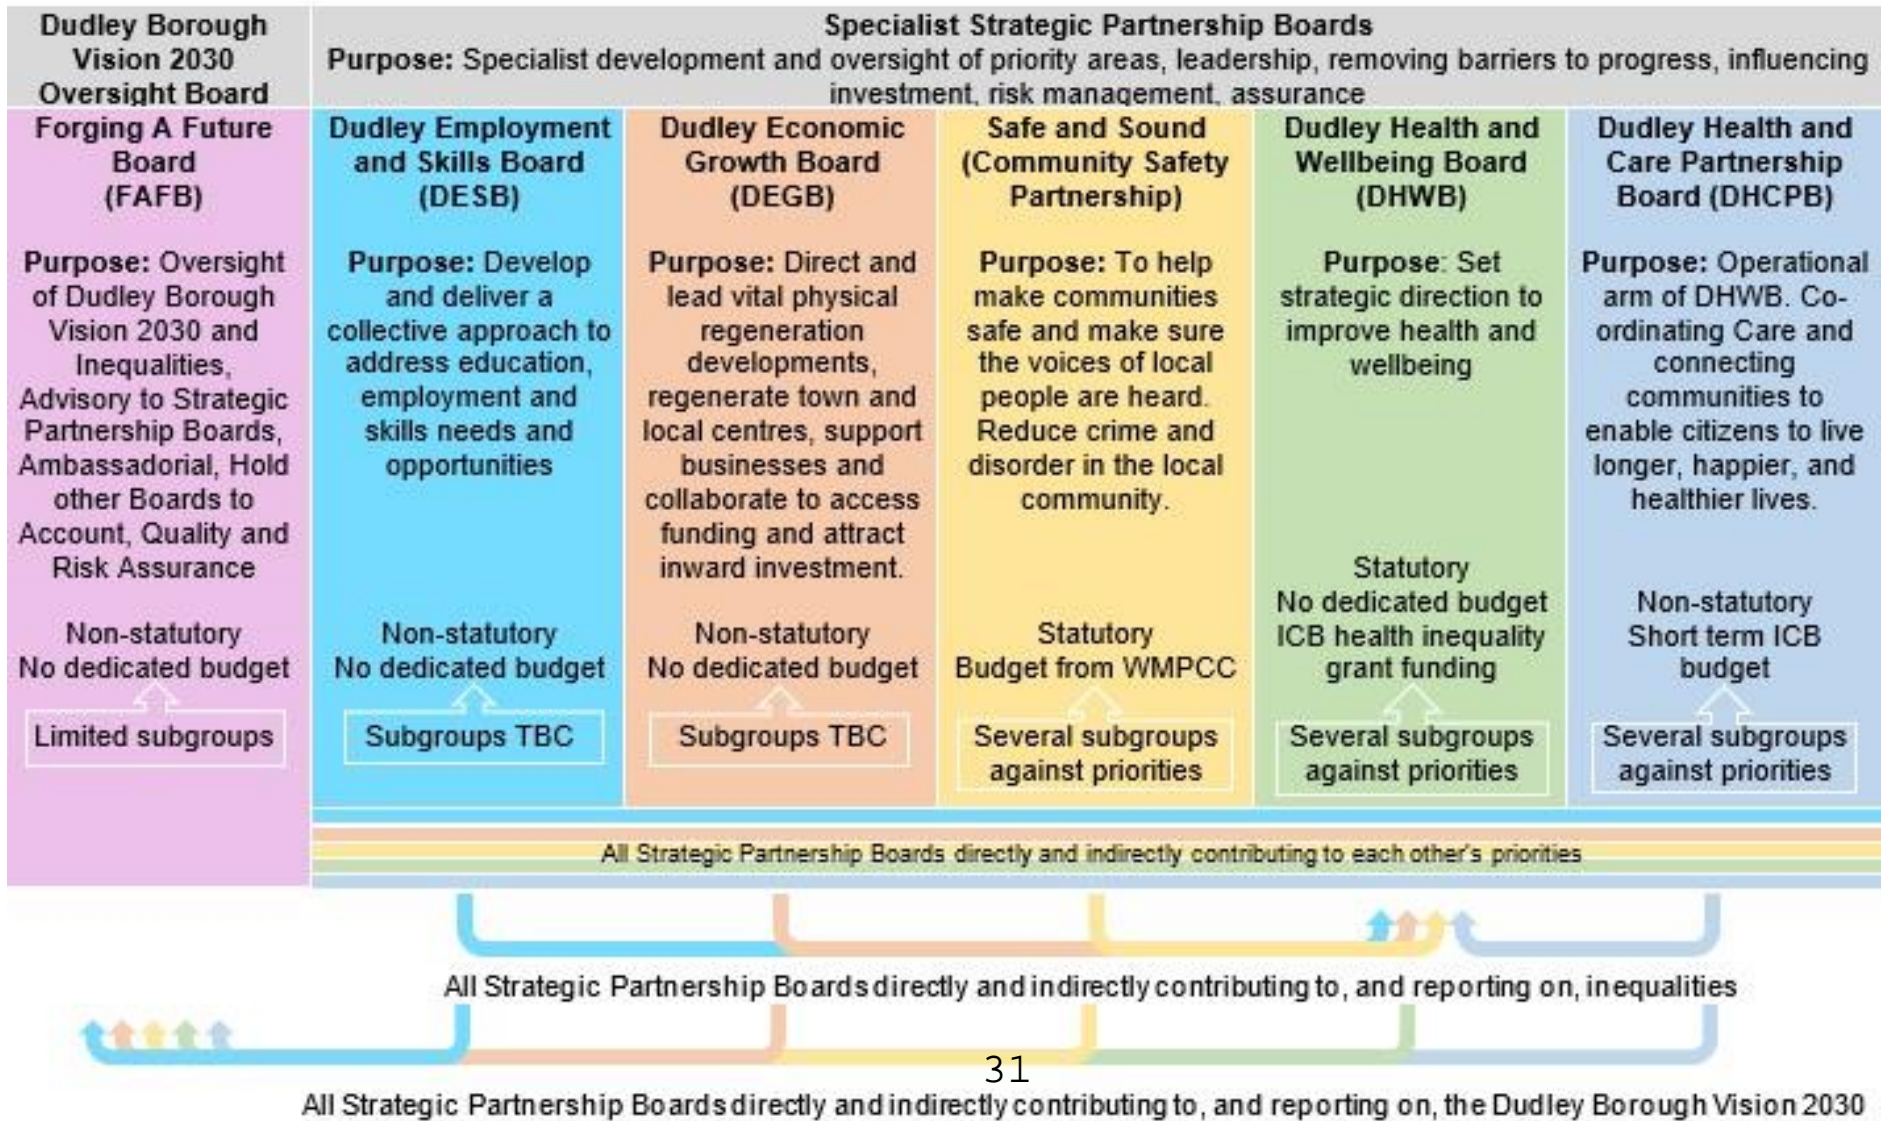 Dudley Borough
Vision 2030
Oversight Board
Specialist Strategic Partnership Boards
Purpose: Specialist development and oversight of priority areas, leadership, removing barriers to progress, influencing
investment, risk management, assurance
Forging A Future
Board
(FAFB)
Purpose: Oversight
of Dudley Borough
Vision 2030 and
Inequalities,
Advisory to Strategic
Partnership Boards,
Ambassadorial, Hold
other Boards to
Account, Quality and
Risk Assurance
Non-statutory
No dedicated budget
Limited subgroups
Dudley Employment
and Skills Board
(DESB)
Purpose: Develop
and deliver a
collective approach to
address education,
employment and
skills needs and
opportunities
Non-statutory
No dedicated budget
Subgroups TBC
Dudley Economic
Growth Board
(DEGB)
Purpose: Direct and
lead vital physical
regeneration
developments,
regenerate town and
local centres, support
businesses and
collaborate to access
funding and attract
inward investment.
Non-statutory
No dedicated budget
Subgroups TBC
Safe and Sound
(Community Safety
Partnership)
Purpose: To help
make communities
safe and make sure
the voices of local
people are heard.
Reduce crime and
disorder in the local
community.
Statutory
Budget from WMPCC
Several subgroups
against priorities
Dudley Health and
Wellbeing Board
(DHWB)
Purpose: Set
strategic direction to
improve health and
wellbeing
Statutory
No dedicated budget
ICB health inequality
grant funding
Several subgroups
against priorities
Dudley Health and
Care Partnership
Board (DHCPB)
Purpose: Operational
arm of DHWB. Co-
ordinating Care and
connecting
communities to
enable citizens to live
longer, happier, and
healthier lives.
Non-statutory
Short term ICB
budget
Several subgroups
against priorities
All Strategic Partnership Boards directly and indirectly contributing to each other's priorities
All Strategic Partnership Boards directly and indirectly contributing to, and reporting on, inequalities
31
All Strategic Partnership Boards directly and indirectly contributing to, and reporting on, the Dudley Borough Vision 2030